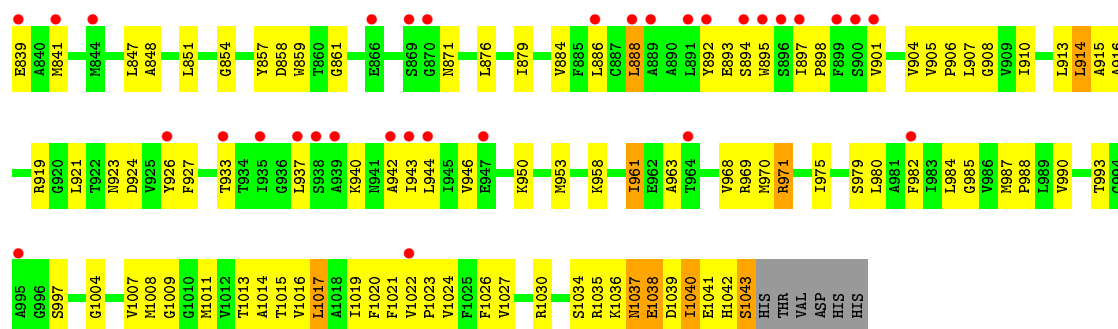 E839 A840 M841 M844 L847 A848 L851 G854 Y857 D858 W859 T860 G861 E866 S869 G870 N871 L876 I879 V884 F885 L886 C887 L888 A889 A890 L891 Y892 E893 S894 W895 S896 I897 P898 F899 S900 V901 V904 V905 P906 L907 G908 V909 I910 L913 L914 A915 A916
R919 G920 L921 T922 N923 D924 V925 Y926 F927 T933 T934 I935 G936 L937 S938 A939 K940 N941 A942 I943 L944 I945 V946 E947 K950 M953 K958 I961 E962 A963 T964 V968 R969 M970 R971 I975 S979 L980 A981 F982 I983 L984 G985 V986 M987 P988 L989 V990 T993 G994
A995 G996 S997 G1004 V1007 M1008 G1009 G1010 M1011 V1012 T1013 A1014 T1015 V1016 L1017 A1018 I1019 F1020 F1021 V1022 P1023 V1024 F1025 F1026 V1027 R1030 S1034 R1035 K1036 N1037 E1038 D1039 I1040 E1041 H1042 S1043 HIS THR VAL ASP HIS HIS